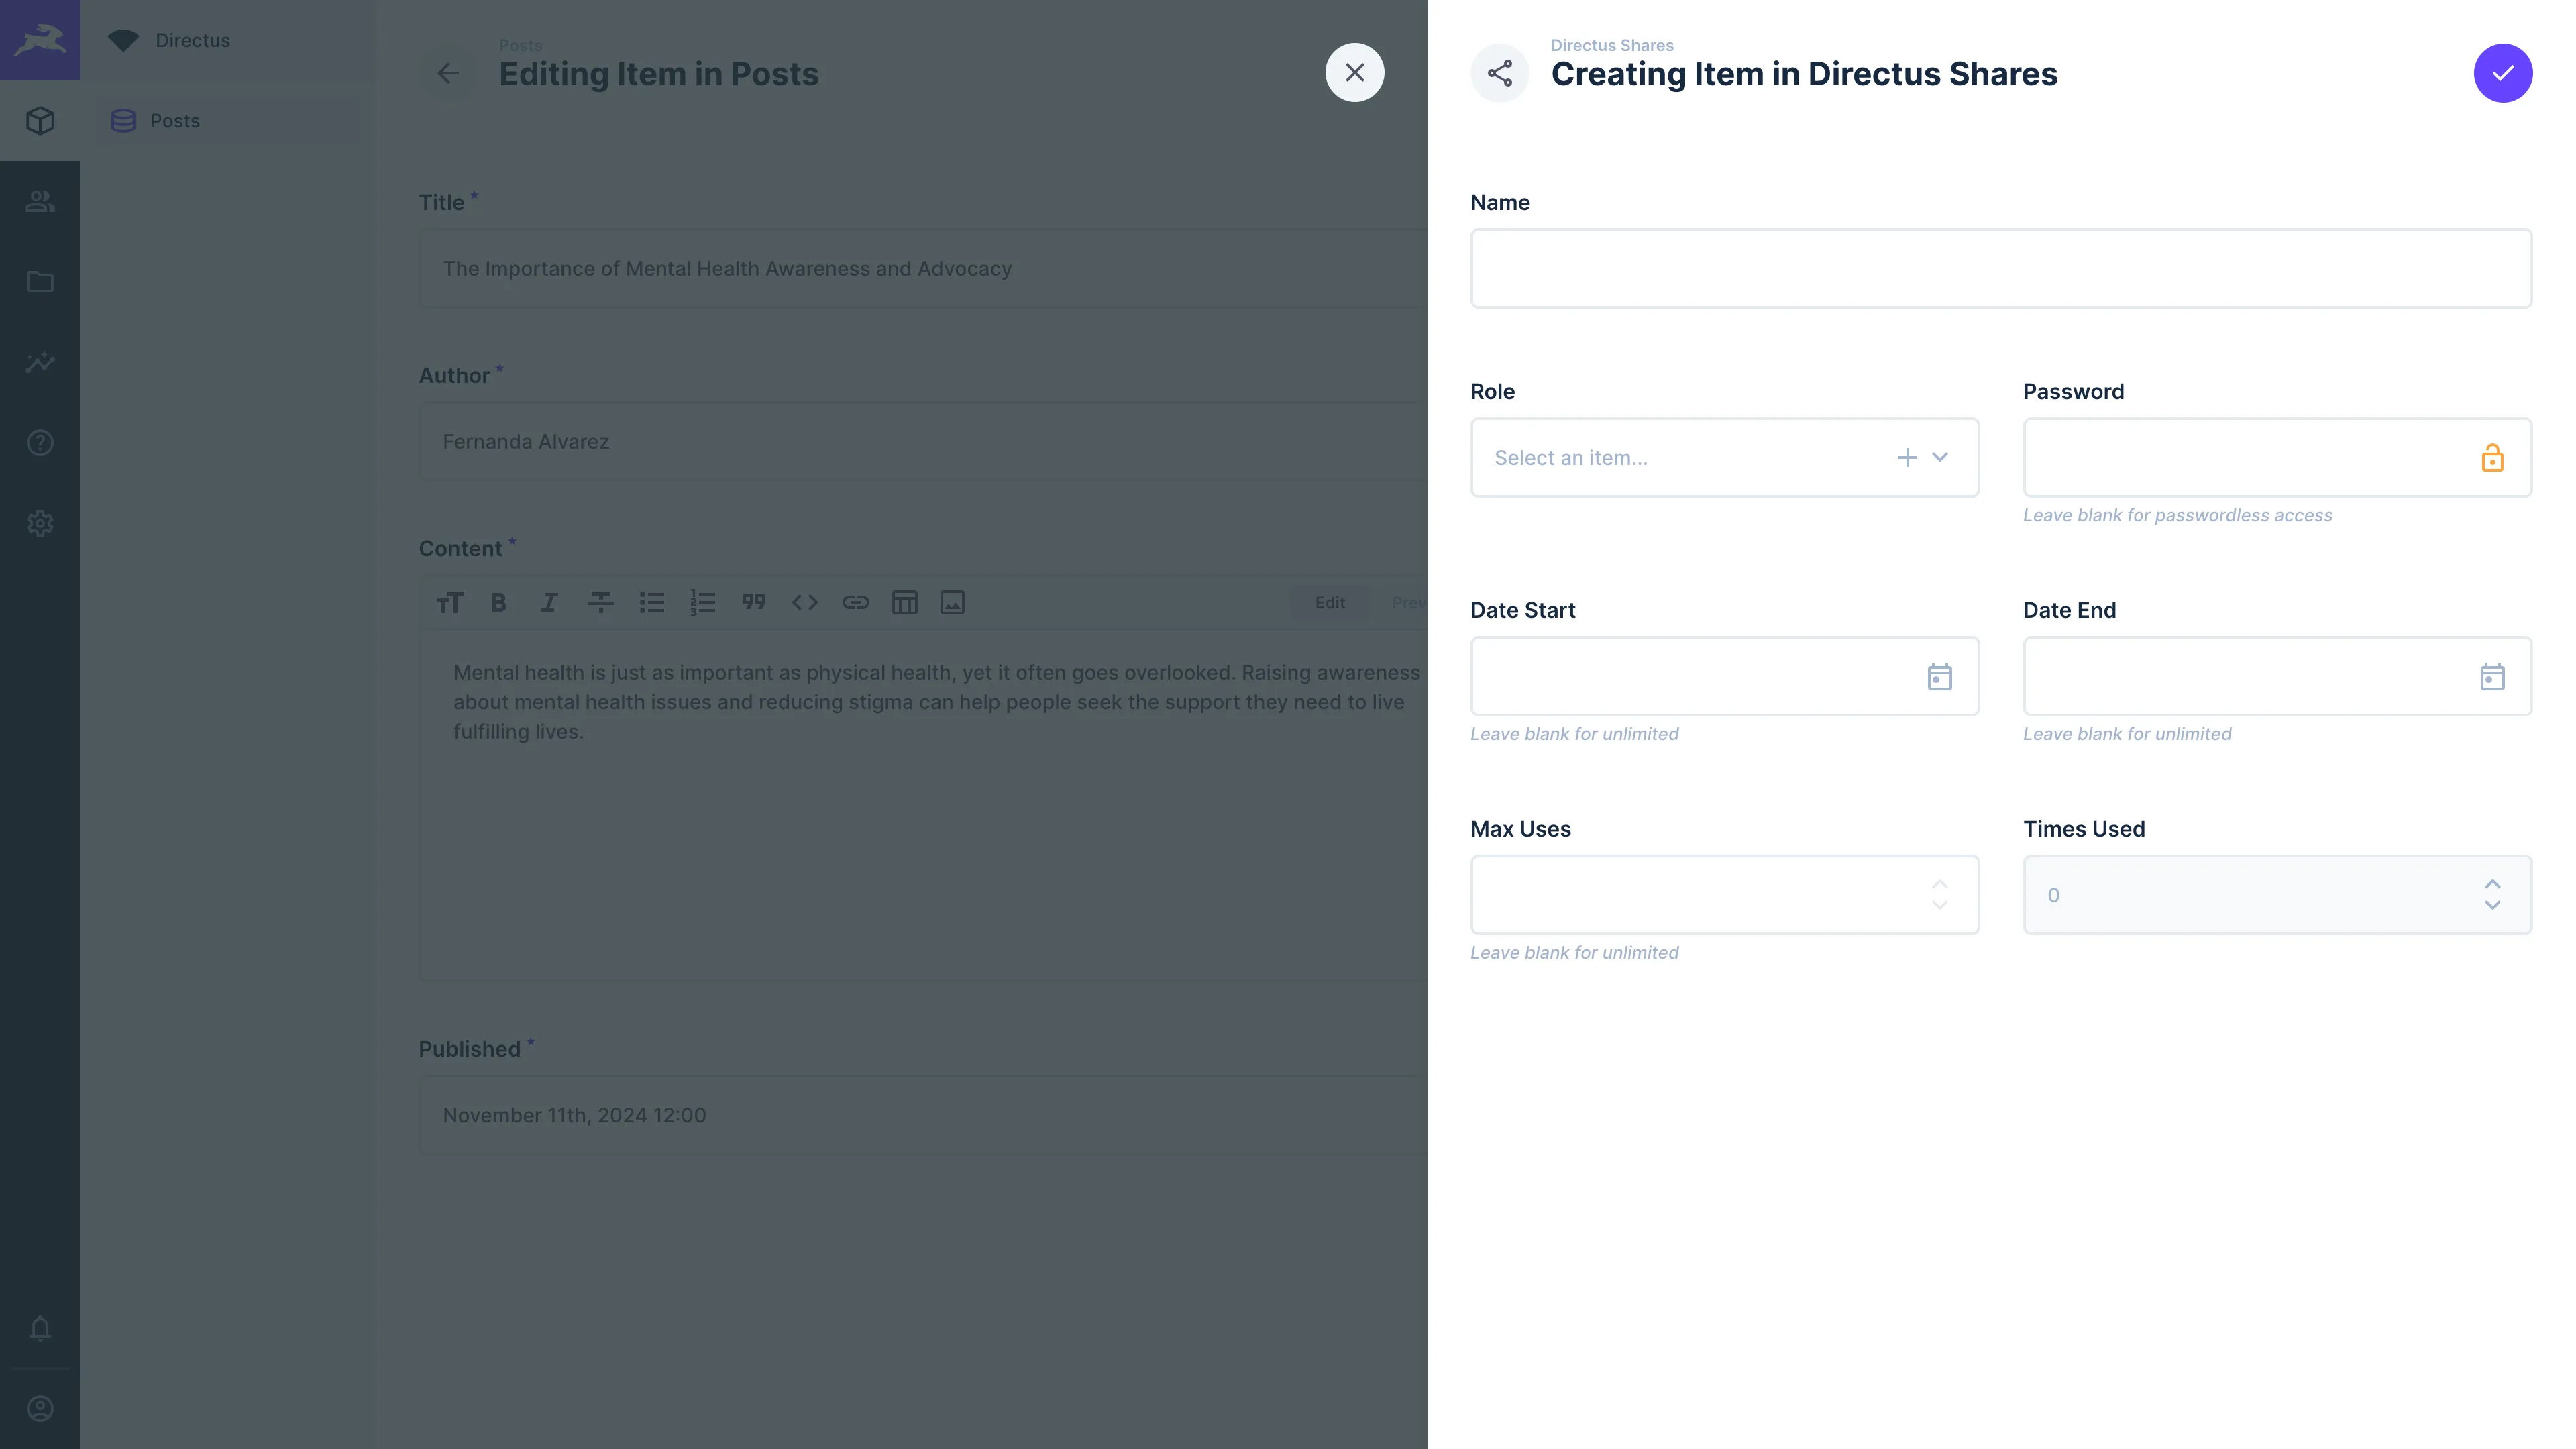 Directus
Posts
Posts
Editing Item in Posts
Title *
The Importance of Mental Health Awareness and Advocacy
Author *
Fernanda Alvarez
Content *
Edit
Prev
Mental health is just as important as physical health, yet it often goes overlooked. Raising awareness
about mental health issues and reducing stigma can help people seek the support they need to live
fulfilling lives.
Published *
November 11th, 2024 12:00
Directus Shares
Creating Item in Directus Shares
Name
Role
Select an item...
Password
Leave blank for passwordless access
Date Start
Leave blank for unlimited
Date End
Leave blank for unlimited
Max Uses
Leave blank for unlimited
Times Used
0